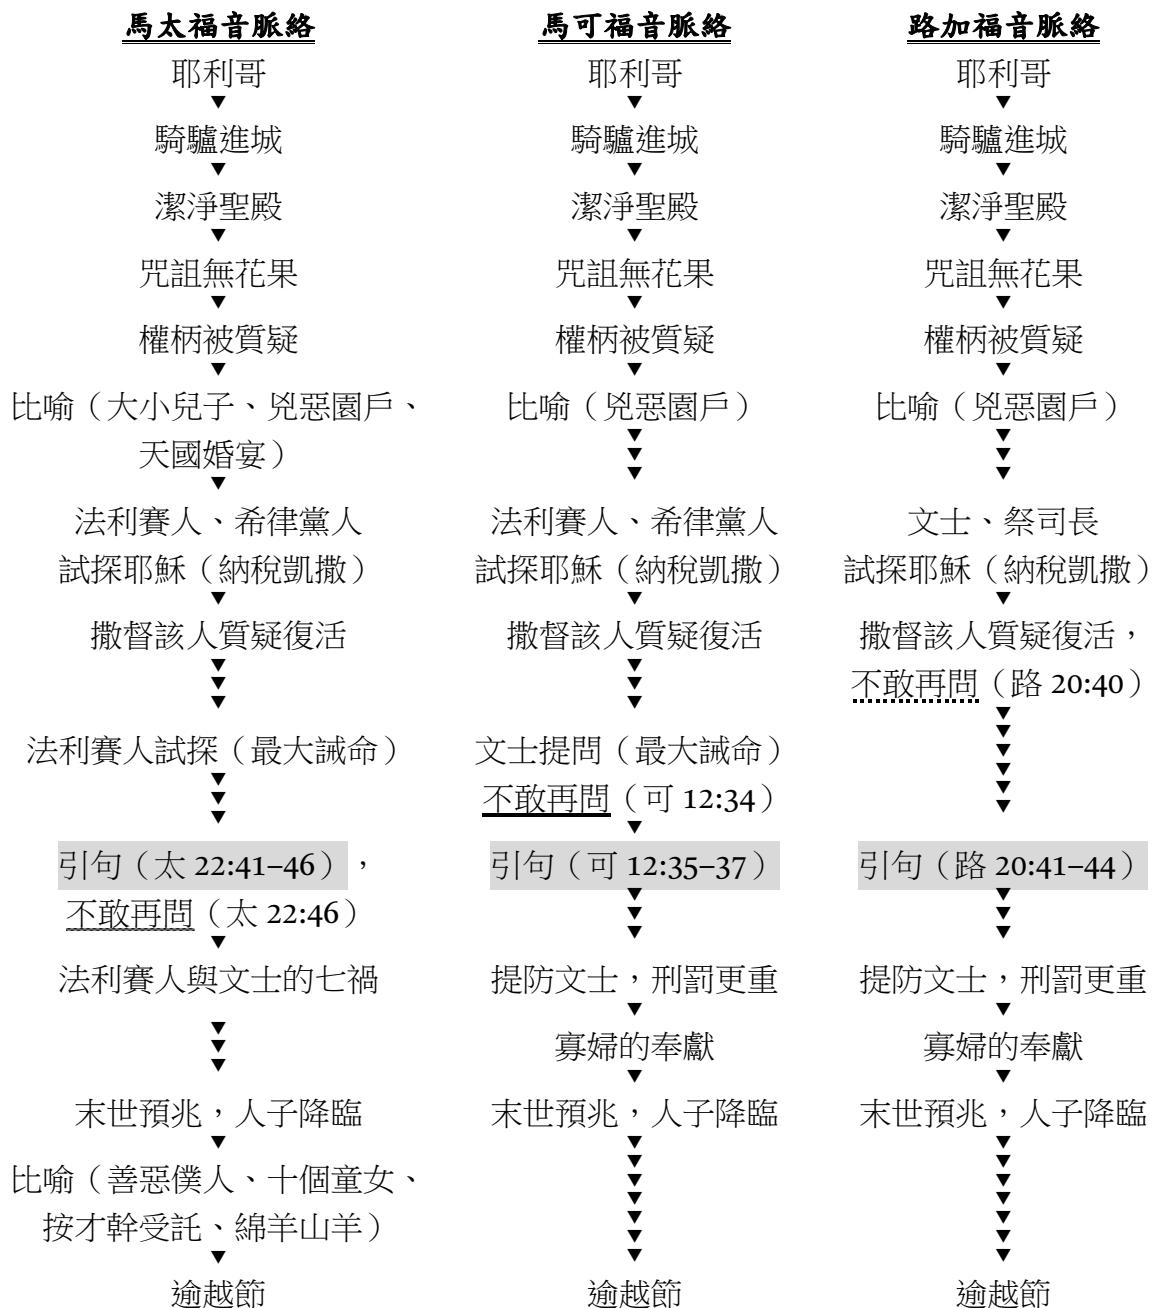 馬太福音脈絡 馬可福音脈絡 路加福音脈絡
耶利哥 耶利哥 耶利哥
騎驢進城 騎驢進城 騎驢進城
潔淨聖殿 潔淨聖殿 潔淨聖殿
咒詛無花果 咒詛無花果 咒詛無花果
權柄被質疑 權柄被質疑 權柄被質疑
比喻（大小兒子、兇惡園戶、 比喻（兇惡園戶） 比喻（兇惡園戶）
天國婚宴）
法利賽人、希律黨人 法利賽人、希律黨人 文士、祭司長
試探耶穌（納稅凱撒） 試探耶穌（納稅凱撒） 試探耶穌（納稅凱撒）
撒督該人質疑復活 撒督該人質疑復活 撒督該人質疑復活，
不敢再問（路 20:40）
法利賽人試探（最大誡命） 文士提問（最大誡命）
不敢再問（可 12:34）
引句（太 22:41–46）， 引句（可 12:35–37） 引句（路 20:41–44）
不敢再問（太 22:46）
法利賽人與文士的七禍 提防文士，刑罰更重 提防文士，刑罰更重
寡婦的奉獻 寡婦的奉獻
末世預兆，人子降臨 末世預兆，人子降臨 末世預兆，人子降臨
比喻（善惡僕人、十個童女、
按才幹受託、綿羊山羊）
逾越節 逾越節 逾越節